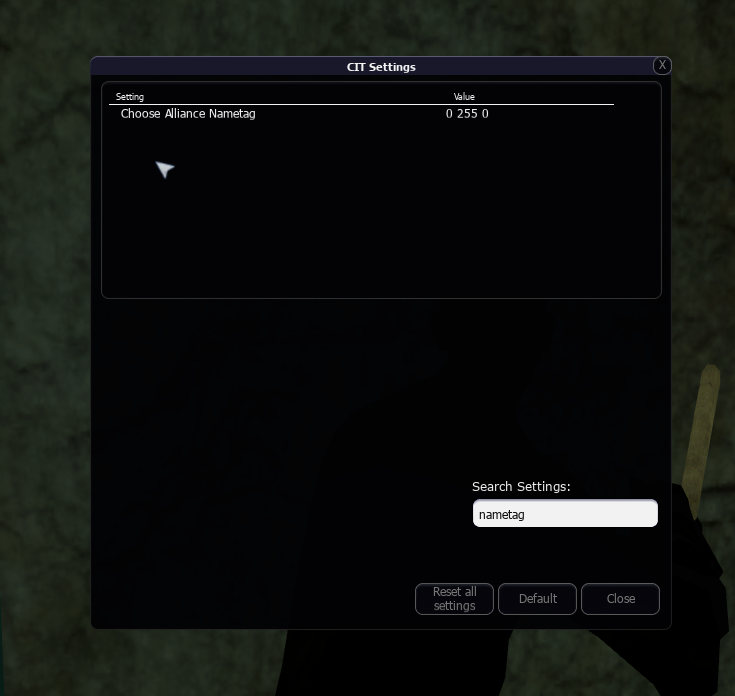 CIT Settings
X
Setting Value
Choose Alliance Nametag 0 255 0
Search Settings:
nametag
Reset all
settings
Default
Close